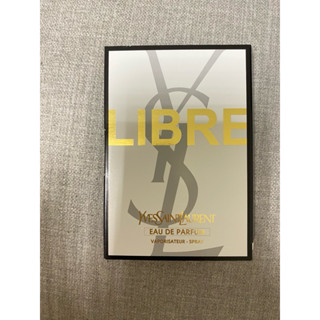 YSL
LIBRE
YVESSAINTLAURENT
EAU DE PARFUM
VAPORISATEUR - SPRAY